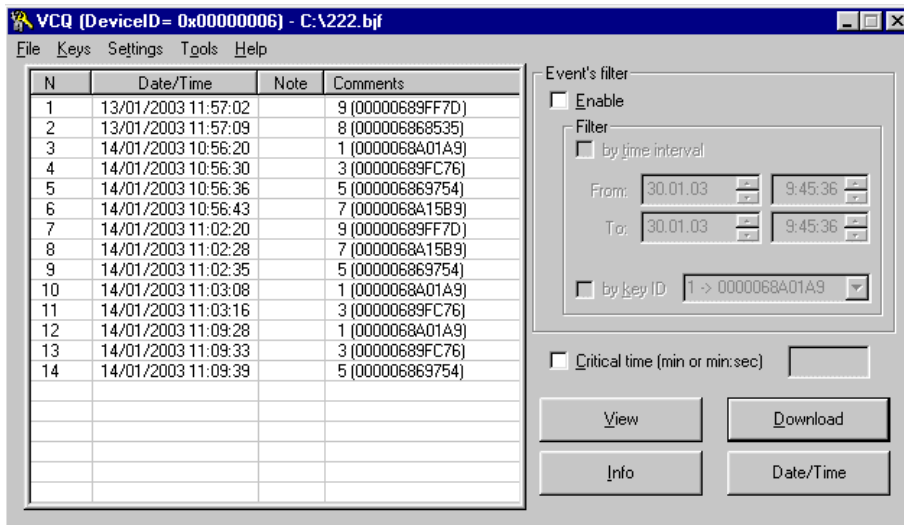 VCQ (DeviceID= 0x00000006) - C:\222.bjf
File Keys Settings Tools Help
N Date/Time Note Comments
1 13/01/2003 11:57:02 9 (00000689FF7D)
2 13/01/2003 11:57:09 8 (000006868535)
3 14/01/2003 10:56:20 1 (0000068A01A9)
4 14/01/2003 10:56:30 3 (00000689FC76)
5 14/01/2003 10:56:36 5 (000006869754)
6 14/01/2003 10:56:43 7 (0000068A15B9)
7 14/01/2003 11:02:20 9 (00000689FF7D)
8 14/01/2003 11:02:28 7 (0000068A15B9)
9 14/01/2003 11:02:35 5 (000006869754)
10 14/01/2003 11:03:08 1 (0000068A01A9)
11 14/01/2003 11:03:16 3 (00000689FC76)
12 14/01/2003 11:09:28 1 (0000068A01A9)
13 14/01/2003 11:09:33 3 (00000689FC76)
14 14/01/2003 11:09:39 5 (000006869754)
Event's filter
Enable
Filter
by time interval
From: 30.01.03 9:45:36
To: 30.01.03 9:45:36
by key ID 1 -> 0000068A01A9
Critical time (min or min:sec)
View Download
Info Date/Time